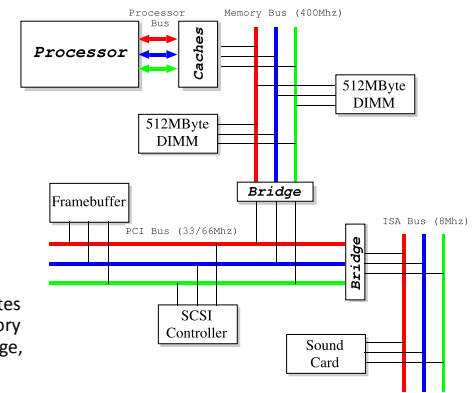 Processor
Bus
Memory Bus (400Mhz)
Processor
Caches
512MByte
DIMM
512MByte
DIMM
Bridge
Framebuffer
PCI Bus (33/66Mhz)
ISA Bus (8Mhz)
Bridge
tes
ory
ge,
SCSI
Controller
Sound
Card